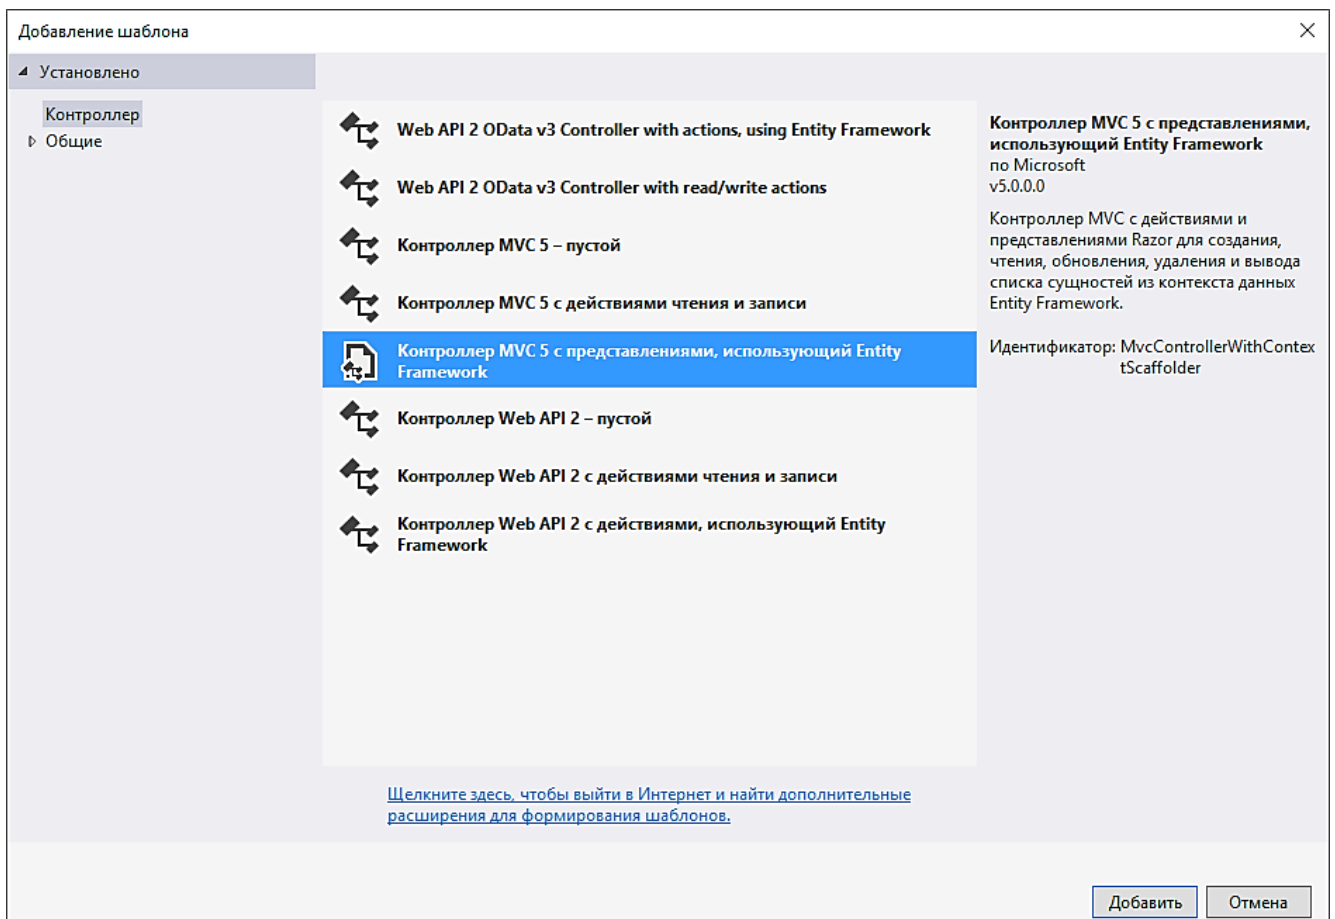 Добавление шаблона
Установлено
Контроллер
Общие
Web API 2 OData v3 Controller with actions, using Entity Framework
Web API 2 OData v3 Controller with read/write actions
Контроллер MVC 5 – пустой
Контроллер MVC 5 с действиями чтения и записи
Контроллер MVC 5 с представлениями, использующий Entity
Framework
Контроллер Web API 2 – пустой
Контроллер Web API 2 с действиями чтения и записи
Контроллер Web API 2 с действиями, использующий Entity
Framework
Щелкните здесь, чтобы выйти в Интернет и найти дополнительные
расширения для формирования шаблонов.
Контроллер MVC 5 с представлениями,
использующий Entity Framework
по Microsoft
v5.0.0.0
Контроллер MVC с действиями и
представлениями Razor для создания,
чтения, обновления, удаления и вывода
списка сущностей из контекста данных
Entity Framework.
Идентификатор: MvcControllerWithContex
tScaffolder
Добавить
Отмена